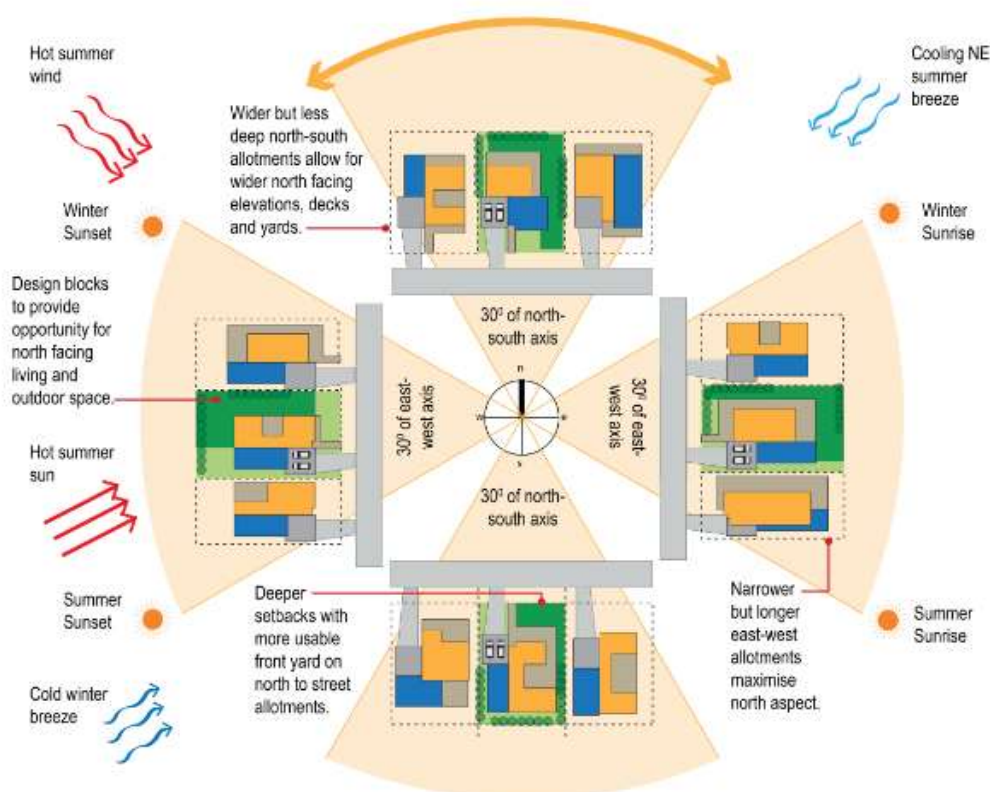 Hot summer
wind
Cooling NE
summer
breeze
Wider but less
deep north-south
allotments allow for
wider north facing
elevations, decks
and yards.
Winter
Sunset
Winter
Sunrise
Design blocks
to provide
opportunity for
north facing
living and
outdoor space.
30º of north-
south axis
30º of east-
west axis
n
w
e
s
30º of east-
west axis
30º of north-
south axis
Hot summer
sun
Summer
Sunset
Deeper
setbacks with
more usable
front yard on
north to street
allotments.
Narrower
but longer
east-west
allotments
maximise
north aspect.
Summer
Sunrise
Cold winter
breeze